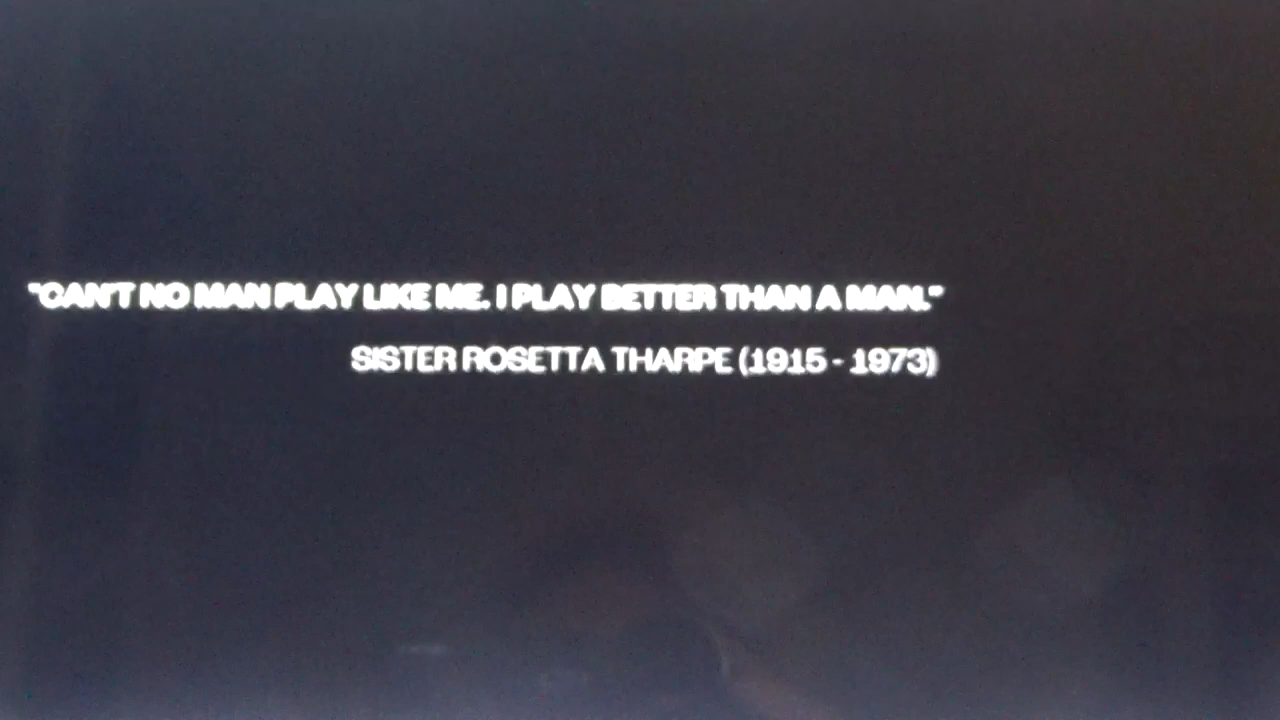 "CAN'T NO MAN PLAY LIKE ME. I PLAY BETTER THAN A MAN."
SISTER ROSETTA THARPE (1915 - 1973)